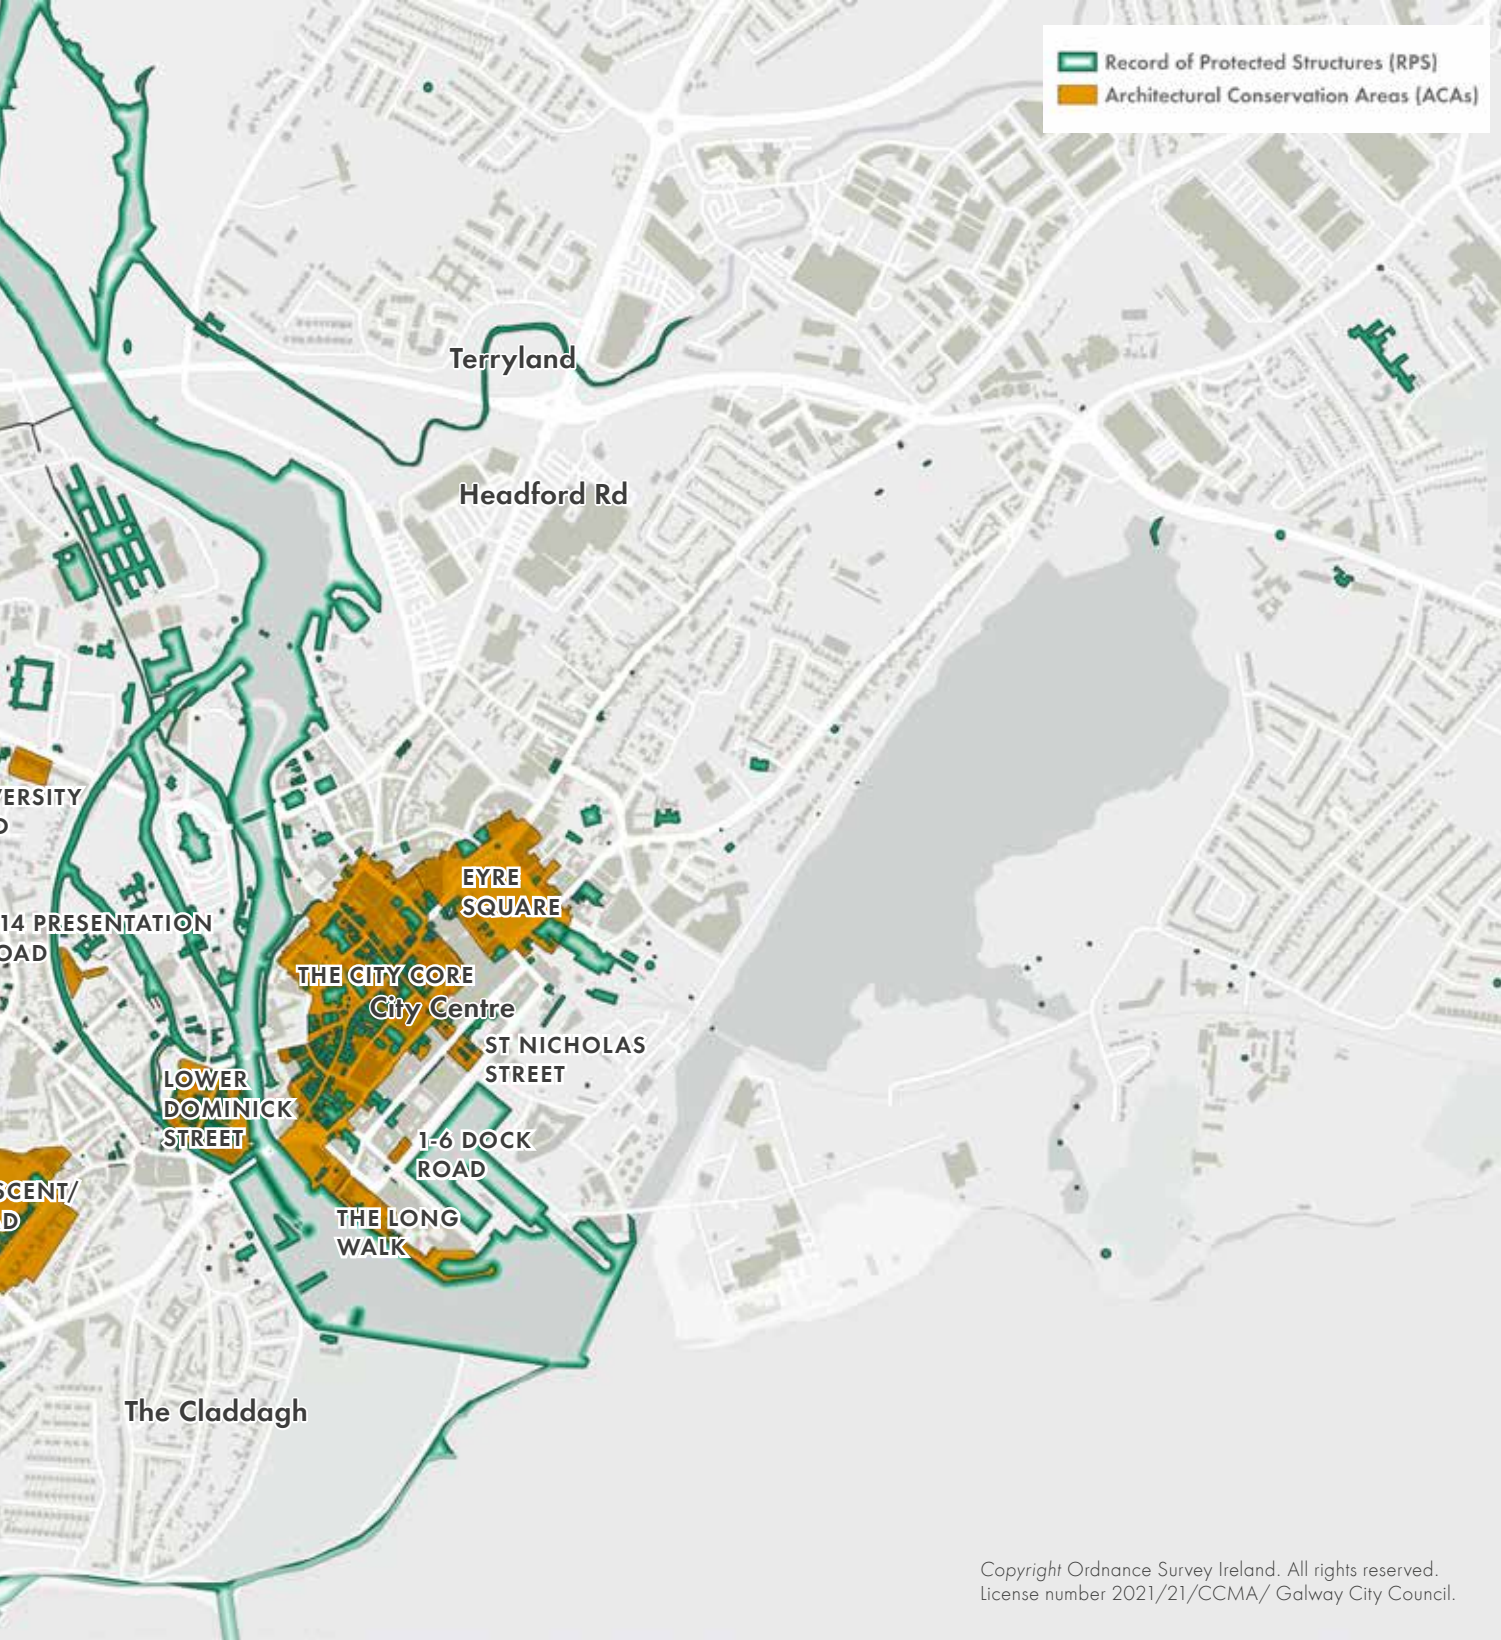 Record of Protected Structures (RPS)
Architectural Conservation Areas (ACAs)
Terryland
Headford Rd
ERSITY
EYRE
SQUARE
14 PRESENTATION
OAD
THE CITY CORE
City Centre
ST NICHOLAS
STREET
LOWER
DOMINICK
STREET
1-6 DOCK
ROAD
SCENT/
D
THE LONG
WALK
The Claddagh
Copyright Ordnance Survey Ireland. All rights reserved.
License number 2021/21/CCMA/ Galway City Council.